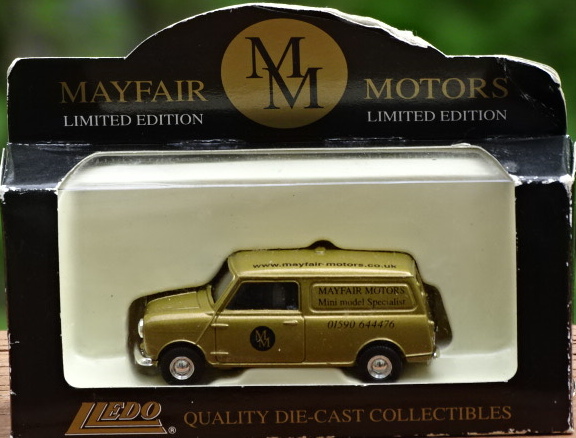 MM
MAYFAIR MOTORS
LIMITED EDITION LIMITED EDITION
www.mayfair-motors.co.uk
MAYFAIR MOTORS
Mini model Specialist
01590 644476
MM
LLEDO® QUALITY DIE-CAST COLLECTIBLES